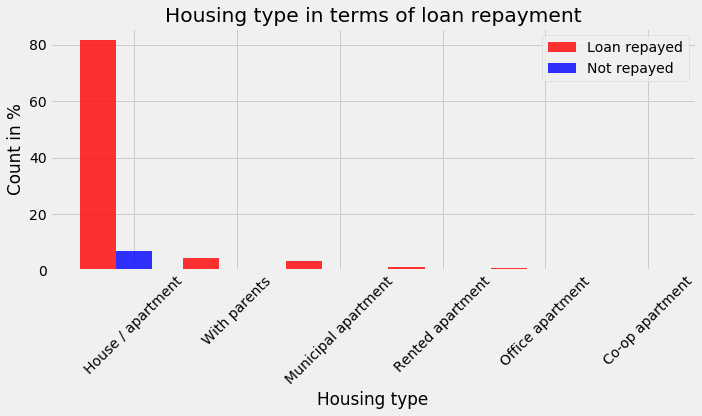 Housing type in terms of loan repayment
Loan repayed
Not repayed
Count in %
80
60
40
20
0
House / apartment
With parents
Municipal apartment
Rented apartment
Office apartment
Co-op apartment
Housing type